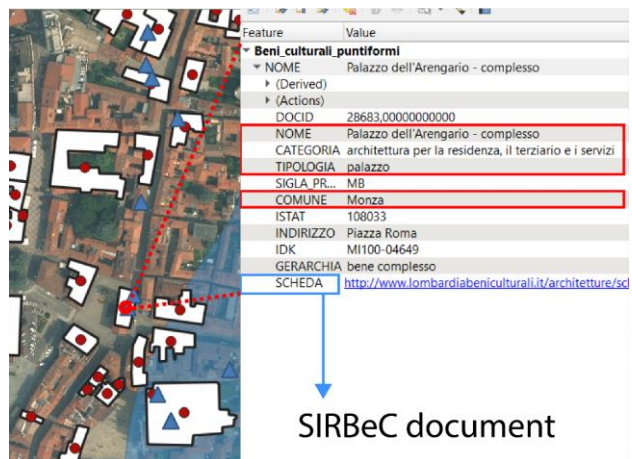 Feature Value
Beni_culturali_puntiformi
NOME Palazzo dell'Arengario - complesso
(Derived)
(Actions)
DOCID 28683,00000000000
NOME Palazzo dell'Arengario - complesso
CATEGORIA architettura per la residenza, il terziario e i servizi
TIPOLOGIA palazzo
SIGLA_PR... MB
COMUNE Monza
ISTAT 108033
INDIRIZZO Piazza Roma
IDK MI100-04649
GERARCHIA bene complesso
SCHEDA http://www.lombardiabeniculturali.it/architetture/scl
SIRBeC document